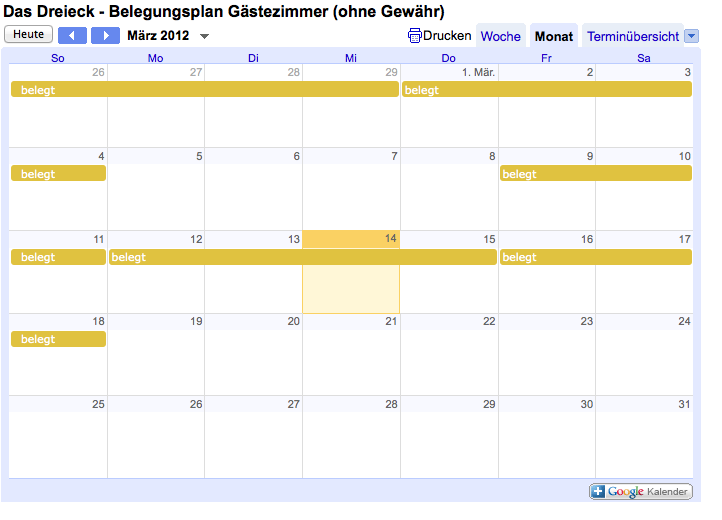 Das Dreieck - Belegungsplan Gästezimmer (ohne Gewähr)
Heute März 2012 Drucken Woche Monat Terminübersicht
So Mo Di Mi Do Fr Sa
26 27 28 29 1. Mär. 2 3
belegt belegt
4 5 6 7 8 9 10
belegt belegt
11 12 13 14 15 16 17
belegt belegt belegt
18 19 20 21 22 23 24
belegt
25 26 27 28 29 30 31
Google Kalender